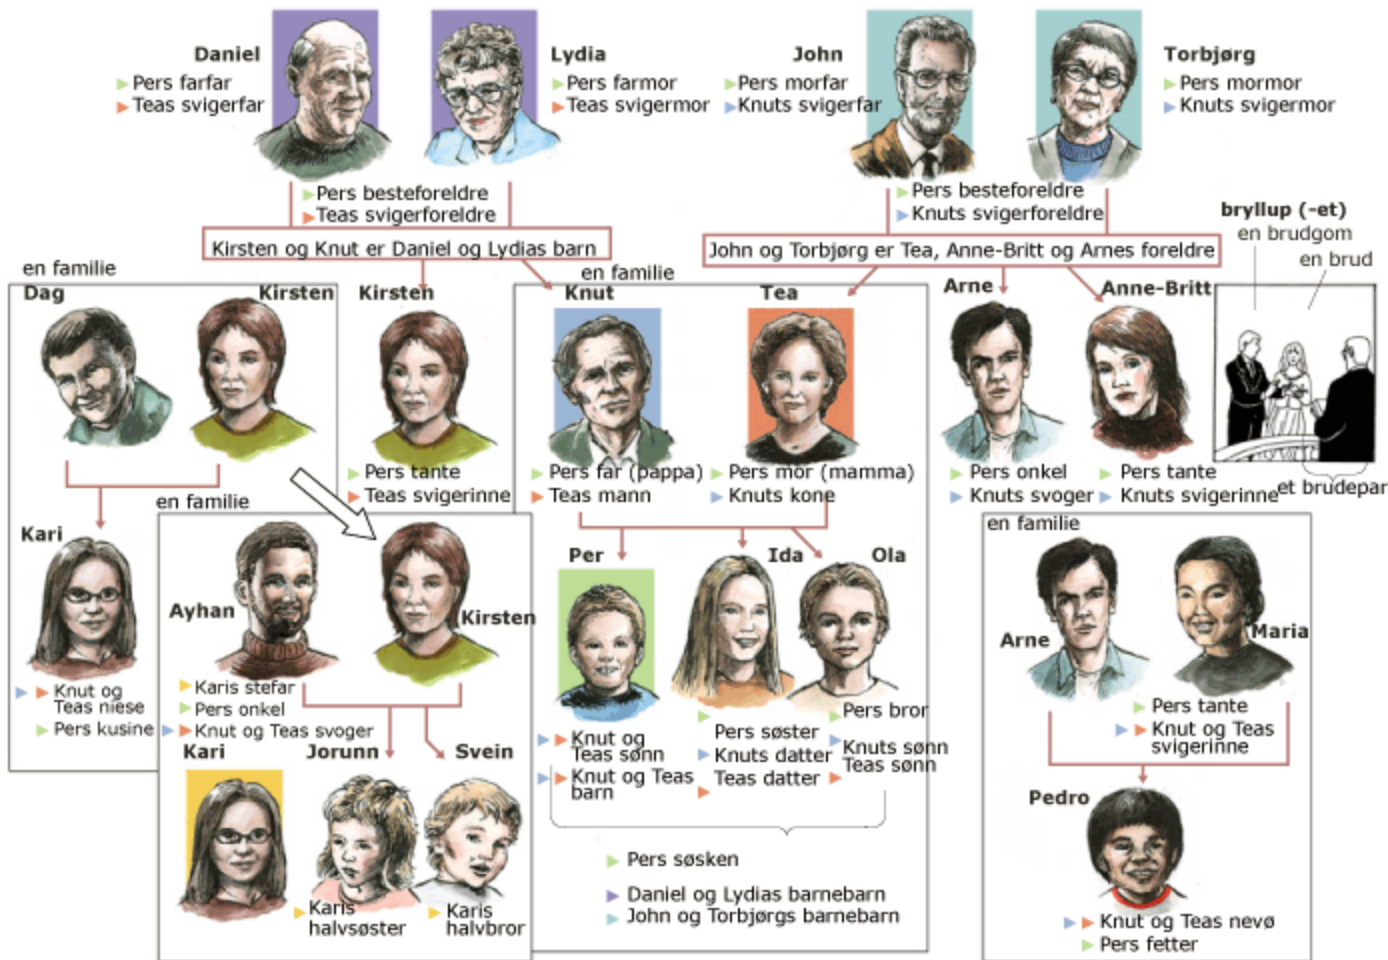 Daniel
Pers farfar
Teas svigerfar
Lydia
Pers farmor
Teas svigermor
John
Pers morfar
Knuts svigerfar
Torbjørg
Pers mormor
Knuts svigermor
Pers besteforeldre
Teas svigerforeldre
Pers besteforeldre
Knuts svigerforeldre
Kirsten og Knut er Daniel og Lydias barn
John og Torbjørg er Tea, Anne-Britt og Arnes foreldre
bryllup (-et)
en brudgom
en brud
et brudepar
en familie
Dag
Kirsten
Kirsten
Pers tante
Teas svigerinne
en familie
Knut
Pers far (pappa)
Teas mann
Tea
Pers mor (mamma)
Knuts kone
Arne
Pers onkel
Knuts svoger
Anne-Britt
Pers tante
Knuts svigerinne
Kari
Knut og
Teas niese
Pers kusine
en familie
Ayhan
Karis stefar
Pers onkel
Knut og Teas svoger
Kirsten
Kari
Jorunn
Karis
halvsøster
Svein
Karis
halvbror
Per
Knut og
Teas sønn
Knut og Teas
barn
Ida
Pers søster
Knuts datter
Teas datter
Ola
Pers bror
Knuts sønn
Teas sønn
Pers søsken
Daniel og Lydias barnebarn
John og Torbjørgs barnebarn
en familie
Arne
Maria
Pers tante
Knut og Teas
svigerinne
Pedro
Knut og Teas nevø
Pers fetter